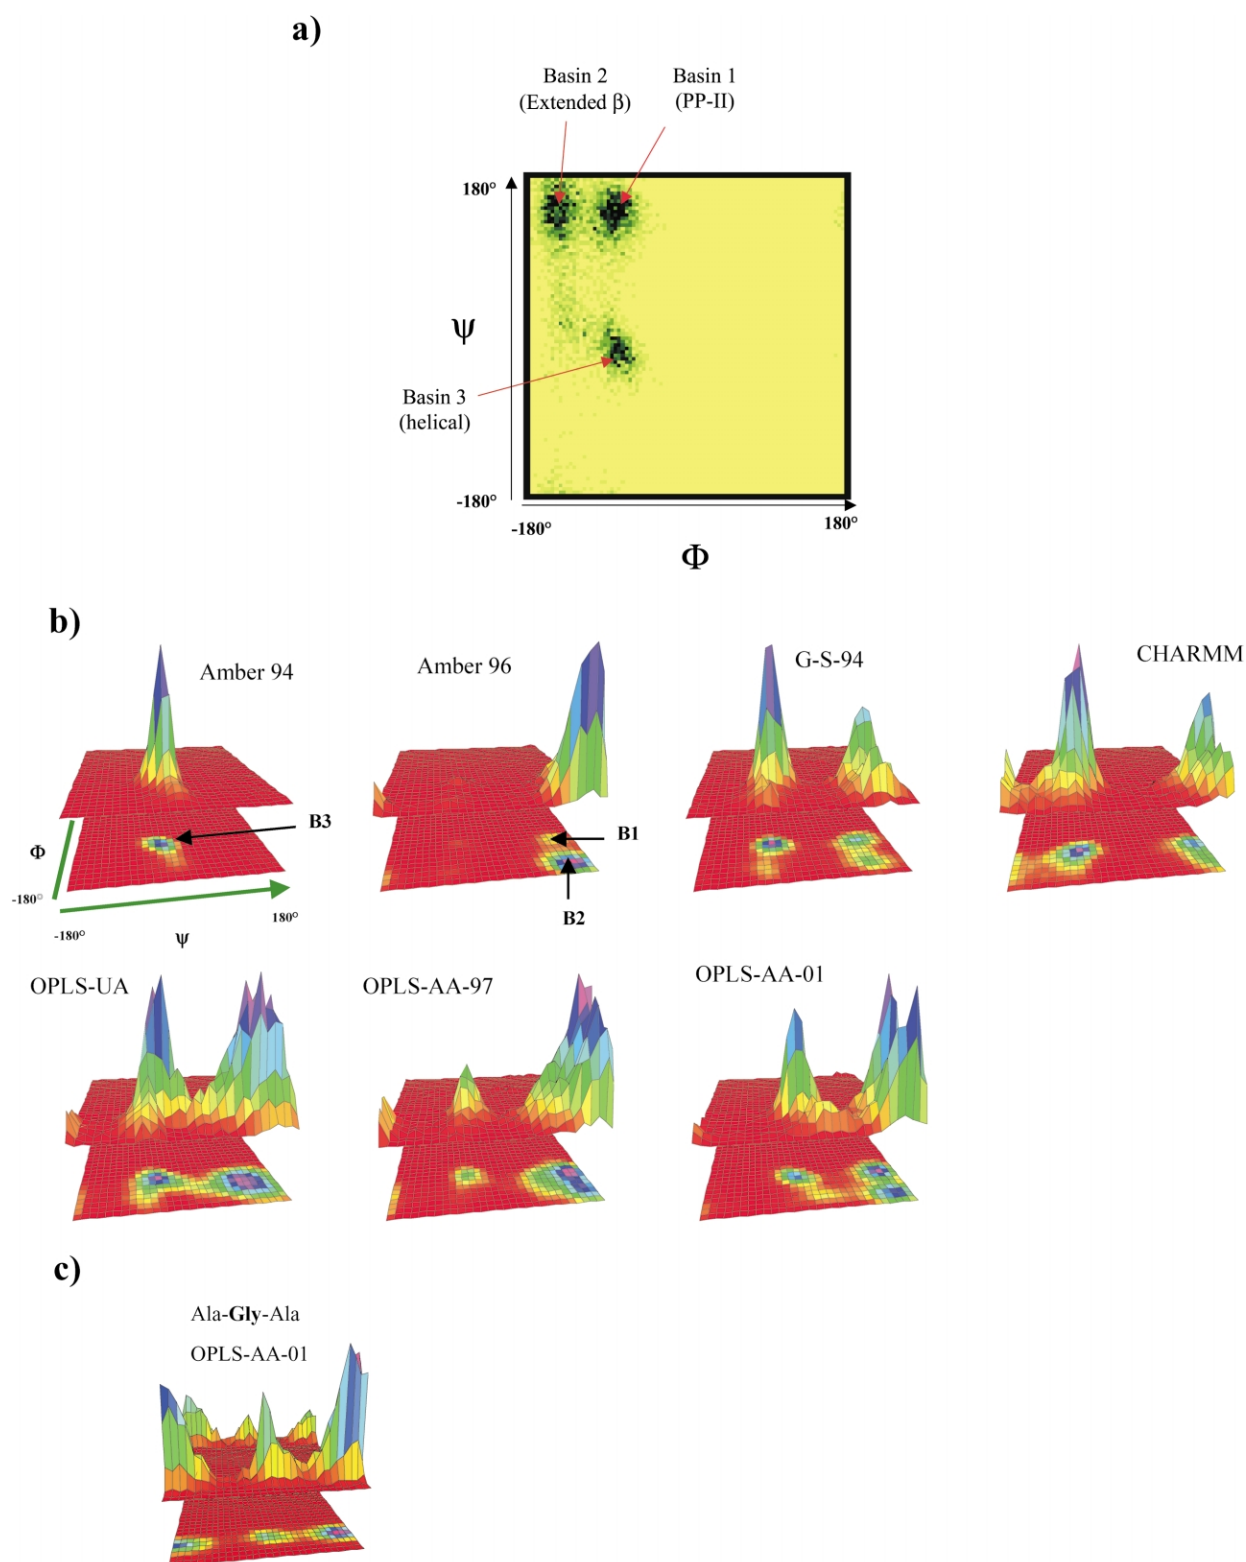 a)
Basin 2
(Extended β)
Basin 1
(PP-II)
180°
ψ
Basin 3
(helical)
-180°
-180°
180°
Φ
b)
Amber 94
Amber 96
G-S-94
CHARMM
B3
B1
Φ
-180°
B2
180°
-180°
ψ
OPLS-UA
OPLS-AA-97
OPLS-AA-01
c)
Ala-Gly-Ala
OPLS-AA-01